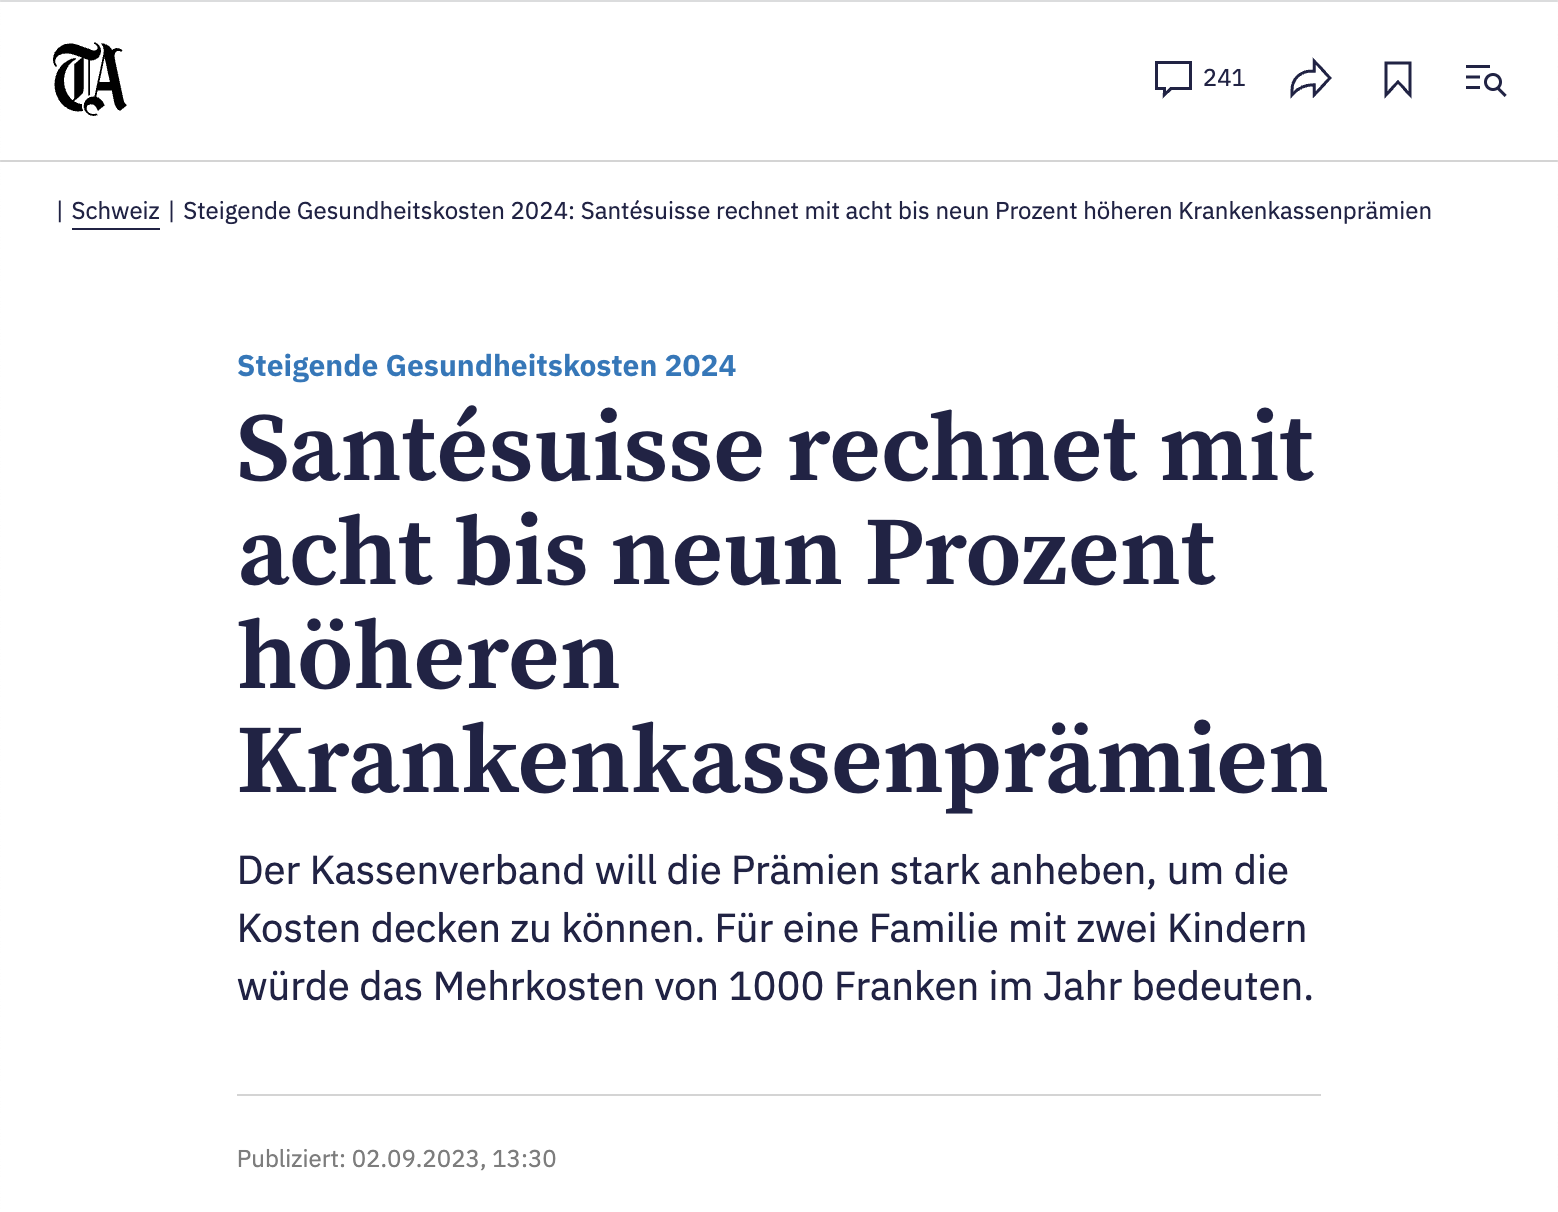 TA
241
| Schweiz | Steigende Gesundheitskosten 2024: Santésuisse rechnet mit acht bis neun Prozent höheren Krankenkassenprämien
Steigende Gesundheitskosten 2024
Santésuisse rechnet mit
acht bis neun Prozent
höheren
Krankenkassenprämien
Der Kassenverband will die Prämien stark anheben, um die
Kosten decken zu können. Für eine Familie mit zwei Kindern
würde das Mehrkosten von 1000 Franken im Jahr bedeuten.
Publiziert: 02.09.2023, 13:30